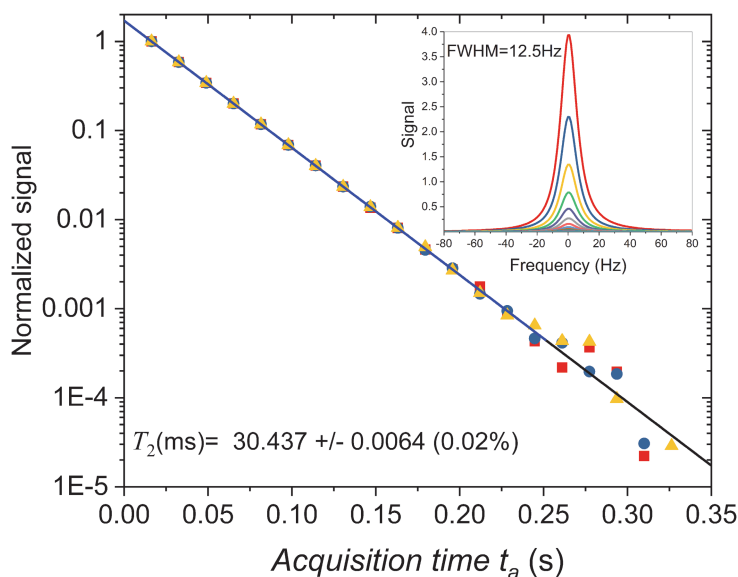 Normalized signal
1
0.1
0.01
0.001
1E-4
1E-5
0.00 0.05 0.10 0.15 0.20 0.25 0.30 0.35
Acquisition time tₐ (s)
T₂(ms)= 30.437 +/- 0.0064 (0.02%)
FWHM=12.5Hz
Signal
4.0
3.5
3.0
2.5
2.0
1.5
1.0
0.5
-80 -60 -40 -20 0 20 40 60 80
Frequency (Hz)